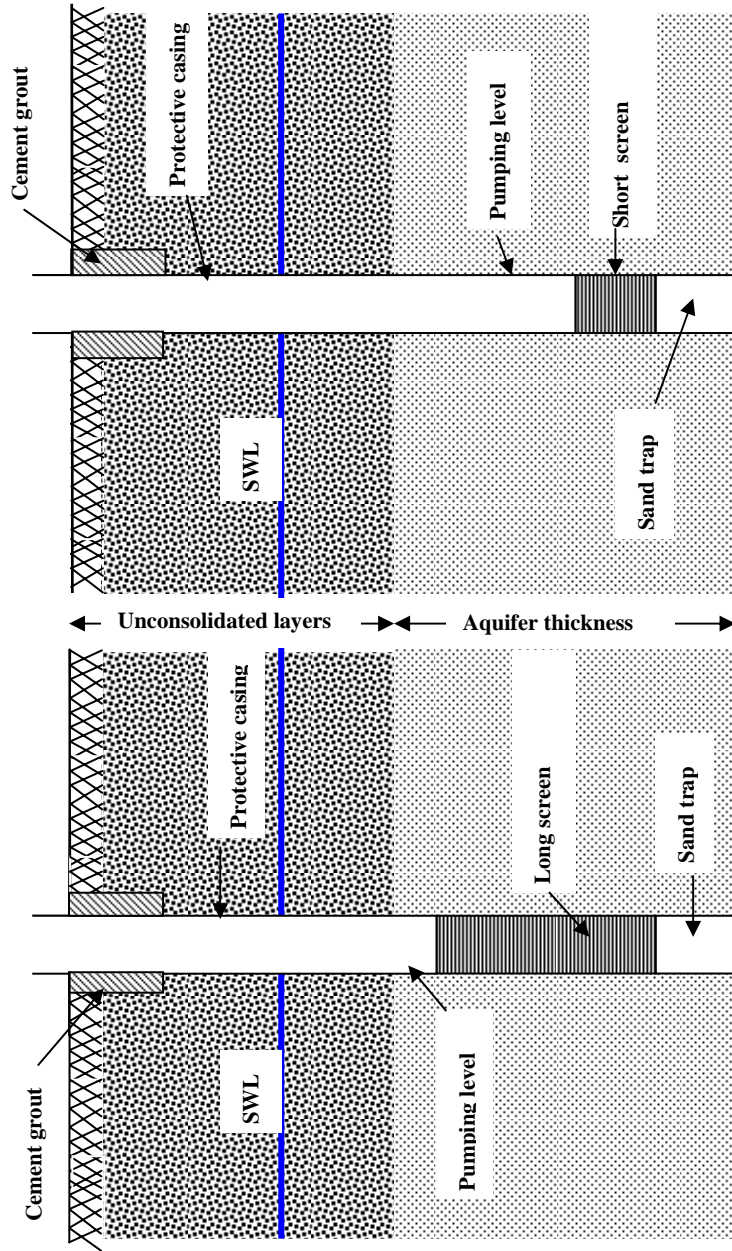 Cement grout
Protective casing
SWL
Pumping level
Short screen
Sand trap
Unconsolidated layers
Aquifer thickness
Protective casing
Cement grout
SWL
Pumping level
Long screen
Sand trap